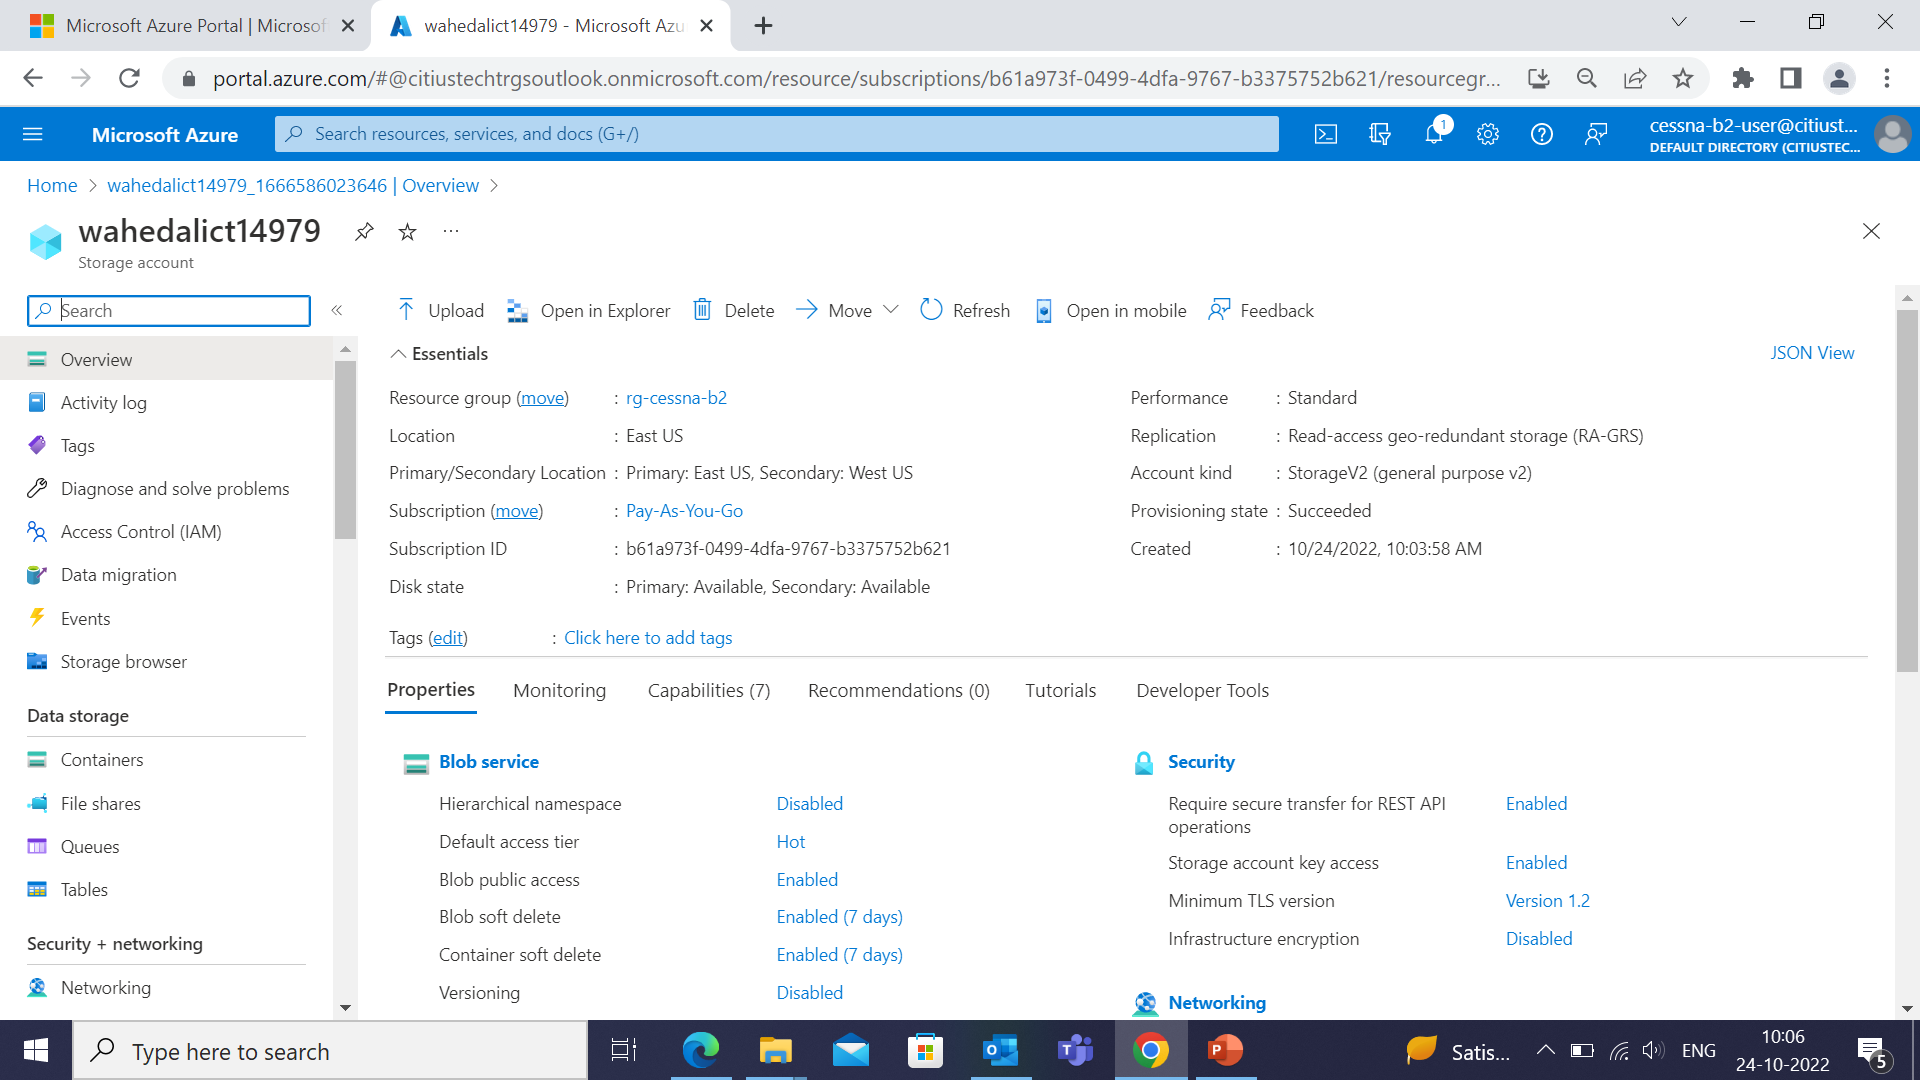 Microsoft Azure Portal | Microsof
wahedalict14979 - Microsoft Azu
portal.azure.com/#@citiustechtrgsoutlook.onmicrosoft.com/resource/subscriptions/b61a973f-0499-4dfa-9767-b3375752b621/resourcegr...
Microsoft Azure
Search resources, services, and docs (G+/)
1
cessna-b2-user@citiust...
DEFAULT DIRECTORY (CITIUSTEC...
Home > wahedalict14979_1666586023646 | Overview >
wahedalict14979
Storage account
Search
Upload
Open in Explorer
Delete
Move
Refresh
Open in mobile
Feedback
Overview
Activity log
Tags
Diagnose and solve problems
Access Control (IAM)
Data migration
Events
Storage browser
Data storage
Containers
File shares
Queues
Tables
Security + networking
Networking
Essentials
JSON View
Resource group (move) : rg-cessna-b2
Location : East US
Primary/Secondary Location : Primary: East US, Secondary: West US
Subscription (move) : Pay-As-You-Go
Subscription ID : b61a973f-0499-4dfa-9767-b3375752b621
Disk state : Primary: Available, Secondary: Available
Performance : Standard
Replication : Read-access geo-redundant storage (RA-GRS)
Account kind : StorageV2 (general purpose v2)
Provisioning state : Succeeded
Created : 10/24/2022, 10:03:58 AM
Tags (edit) : Click here to add tags
Properties
Monitoring
Capabilities (7)
Recommendations (0)
Tutorials
Developer Tools
Blob service
Hierarchical namespace Disabled
Default access tier Hot
Blob public access Enabled
Blob soft delete Enabled (7 days)
Container soft delete Enabled (7 days)
Versioning Disabled
Security
Require secure transfer for REST API Enabled
operations
Storage account key access Enabled
Minimum TLS version Version 1.2
Infrastructure encryption Disabled
Networking
Type here to search
Satis...
ENG
10:06
24-10-2022
5